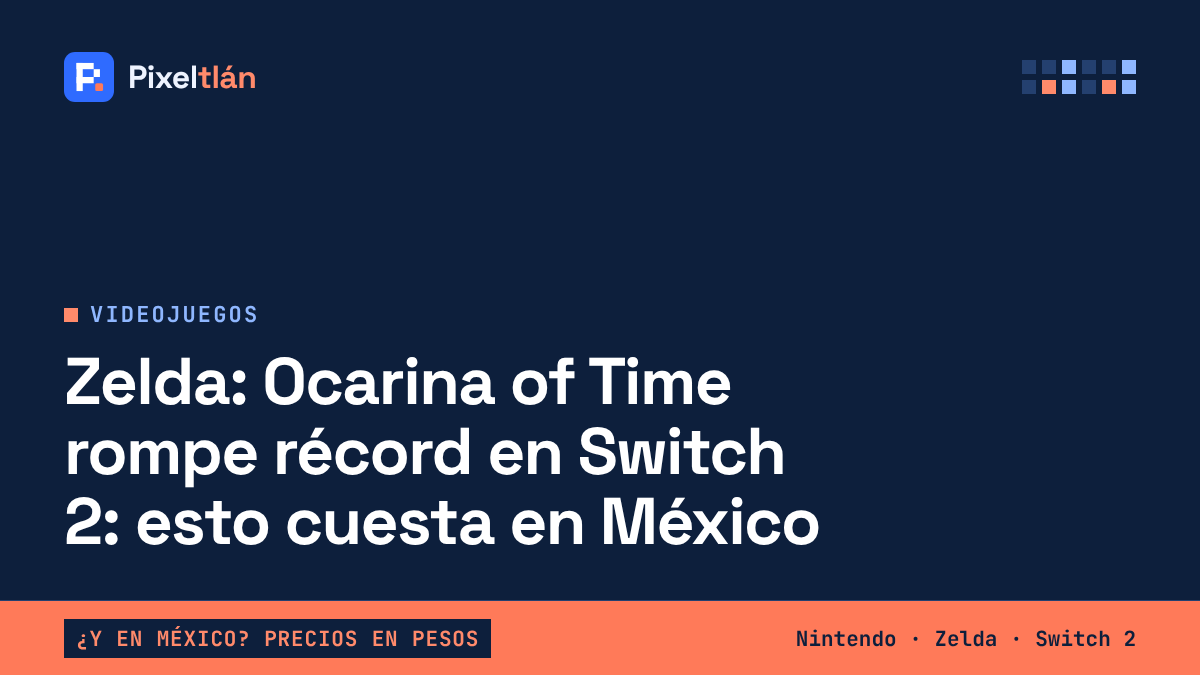 Pixeltlán
VIDEOJUEGOS
Zelda: Ocarina of Time
rompe récord en Switch
2: esto cuesta en México
¿Y EN MÉXICO? PRECIOS EN PESOS
Nintendo · Zelda · Switch 2